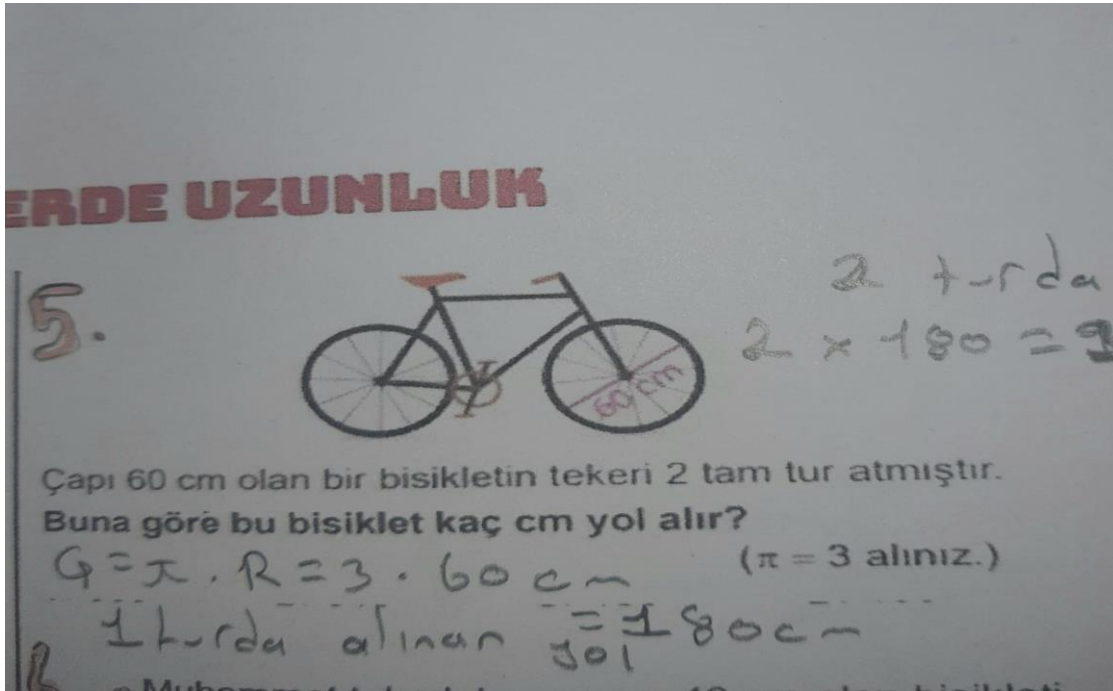 ERDE UZUNLUK
5.
2 turda
2 x 180 =
60 cm
Çapı 60 cm olan bir bisikletin tekeri 2 tam tur atmıştır.
Buna göre bu bisiklet kaç cm yol alır?
(π = 3 alınız.)
Ç = π . R = 3 . 60 cm
1 turda alınan yol = 180 cm